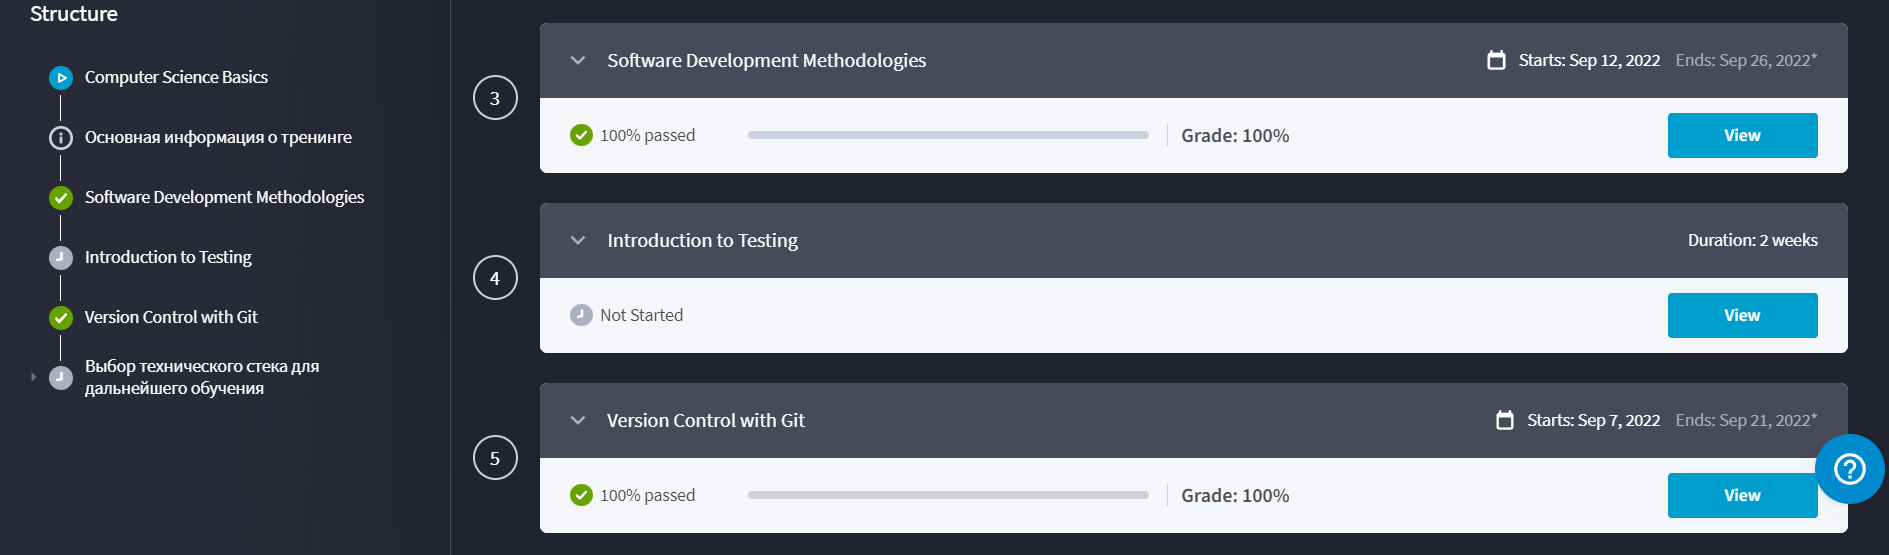 Structure
Computer Science Basics
Основная информация о тренинге
Software Development Methodologies
Introduction to Testing
Version Control with Git
Выбор технического стека для
дальнейшего обучения
3
Software Development Methodologies
Starts: Sep 12, 2022 Ends: Sep 26, 2022*
100% passed
Grade: 100%
View
4
Introduction to Testing
Duration: 2 weeks
Not Started
View
5
Version Control with Git
Starts: Sep 7, 2022 Ends: Sep 21, 2022*
100% passed
Grade: 100%
View